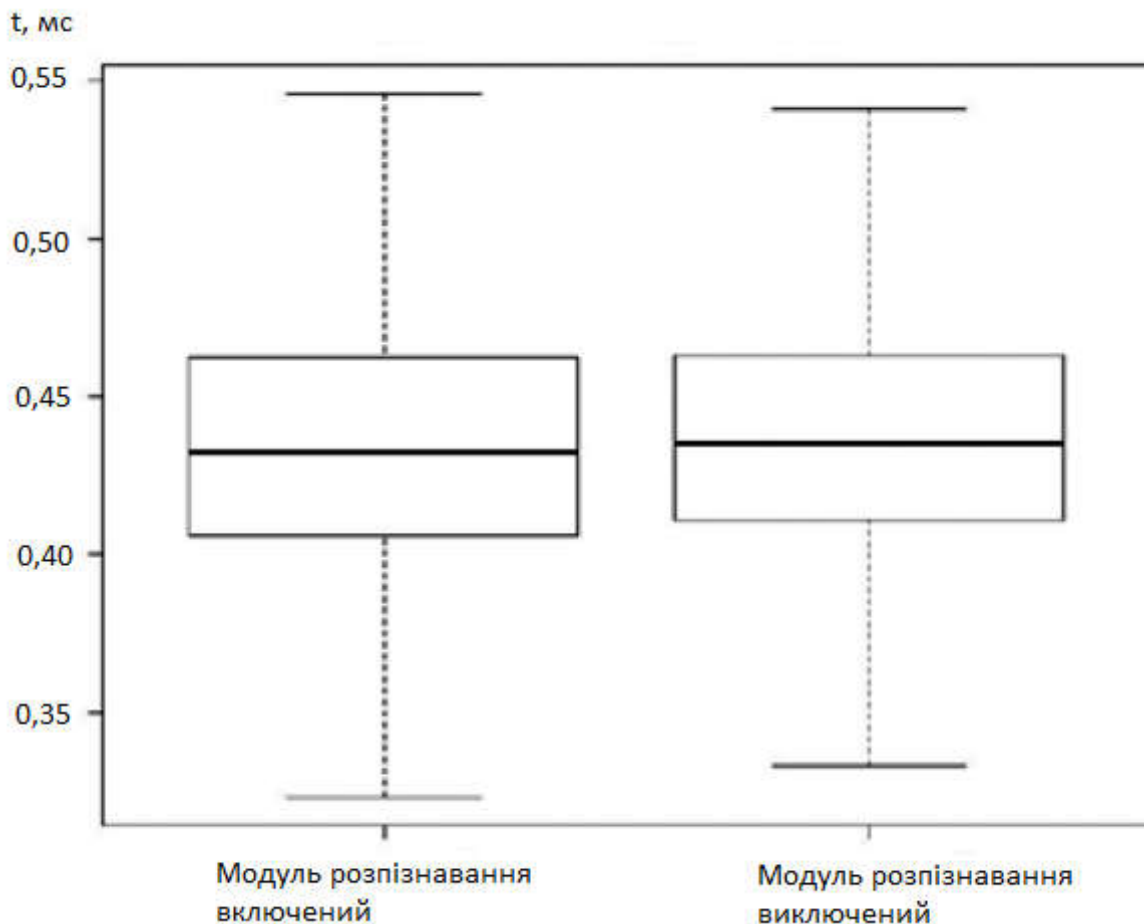 t, мс
0,55
0,50
0,45
0,40
0,35
Модуль розпізнавання
включений
Модуль розпізнавання
виключений